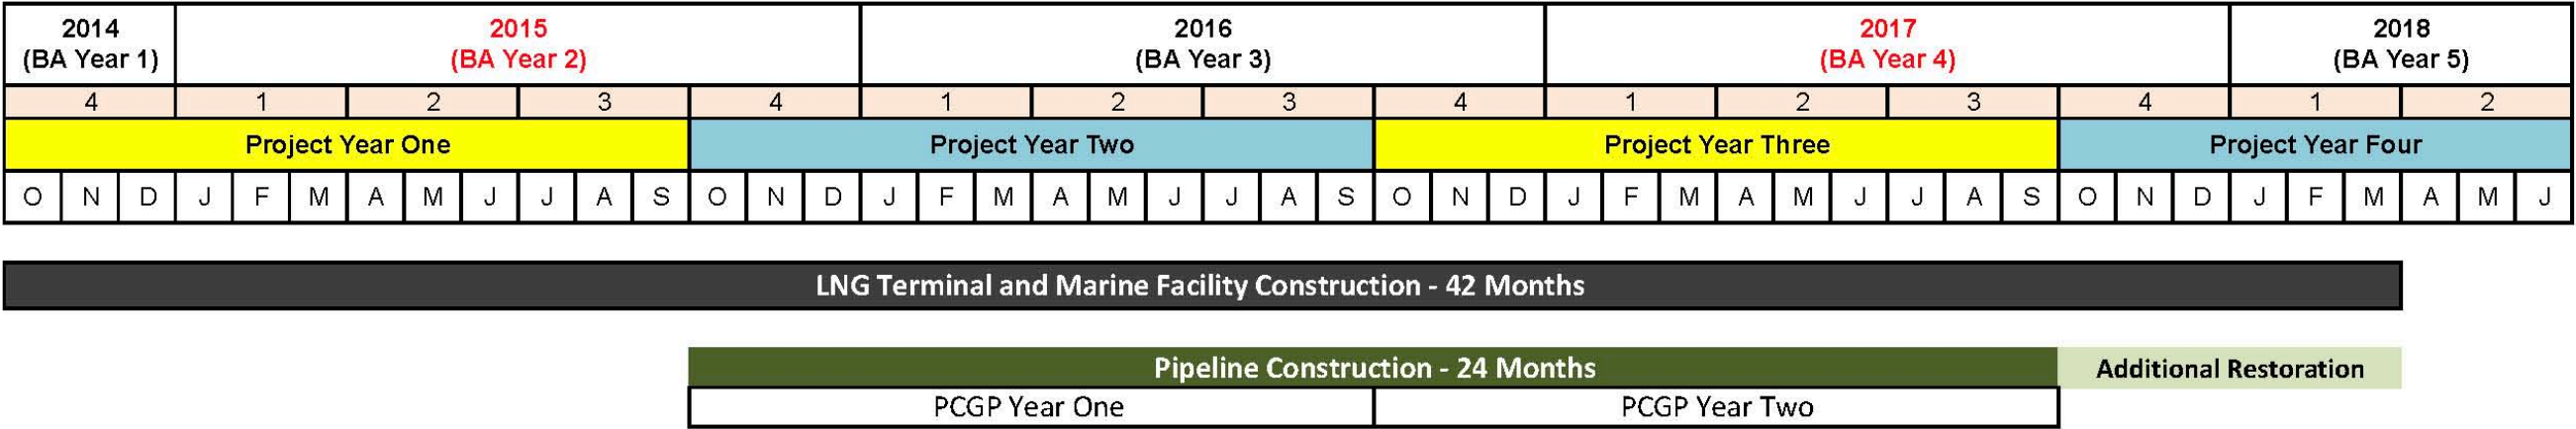 2014 2015 2016 2017 2018
(BA Year 1) (BA Year 2) (BA Year 3) (BA Year 4) (BA Year 5)
4 1 2 3 4 1 2 3 4 1 2 3 4 1 2
Project Year One Project Year Two Project Year Three Project Year Four
O N D J F M A M J J A S O N D J F M A M J J A S O N D J F M A M J J A S O N D J F M A M J
LNG Terminal and Marine Facility Construction - 42 Months
Pipeline Construction - 24 Months Additional Restoration
PCGP Year One PCGP Year Two